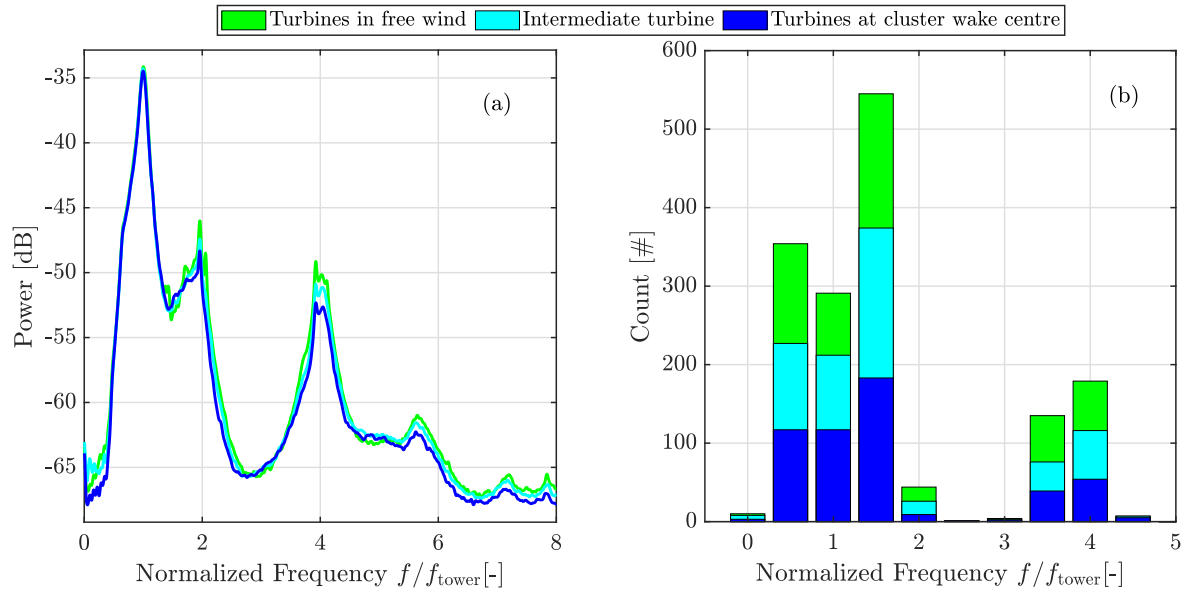 Turbines in free wind Intermediate turbine Turbines at cluster wake centre
(a)
Power [dB]
-35
-40
-45
-50
-55
-60
-65
0 2 4 6 8
Normalized Frequency f/f_tower[-]
(b)
Count [#]
600
500
400
300
200
100
0
0 1 2 3 4 5
Normalized Frequency f/f_tower[-]